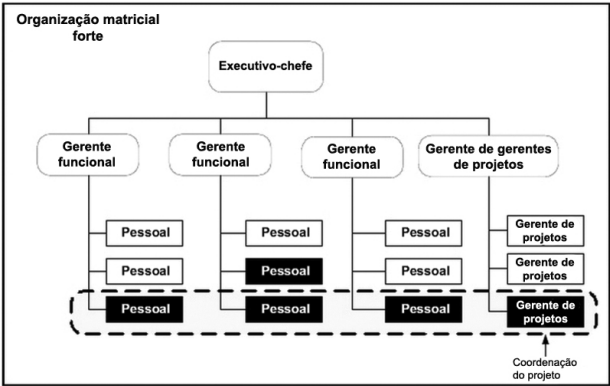 Organização matricial
forte
Executivo-chefe
Gerente
funcional
Gerente
funcional
Gerente
funcional
Gerente de gerentes
de projetos
Pessoal
Pessoal
Pessoal
Gerente de
projetos
Pessoal
Pessoal
Pessoal
Gerente de
projetos
Pessoal
Pessoal
Pessoal
Gerente de
projetos
Coordenação
do projeto